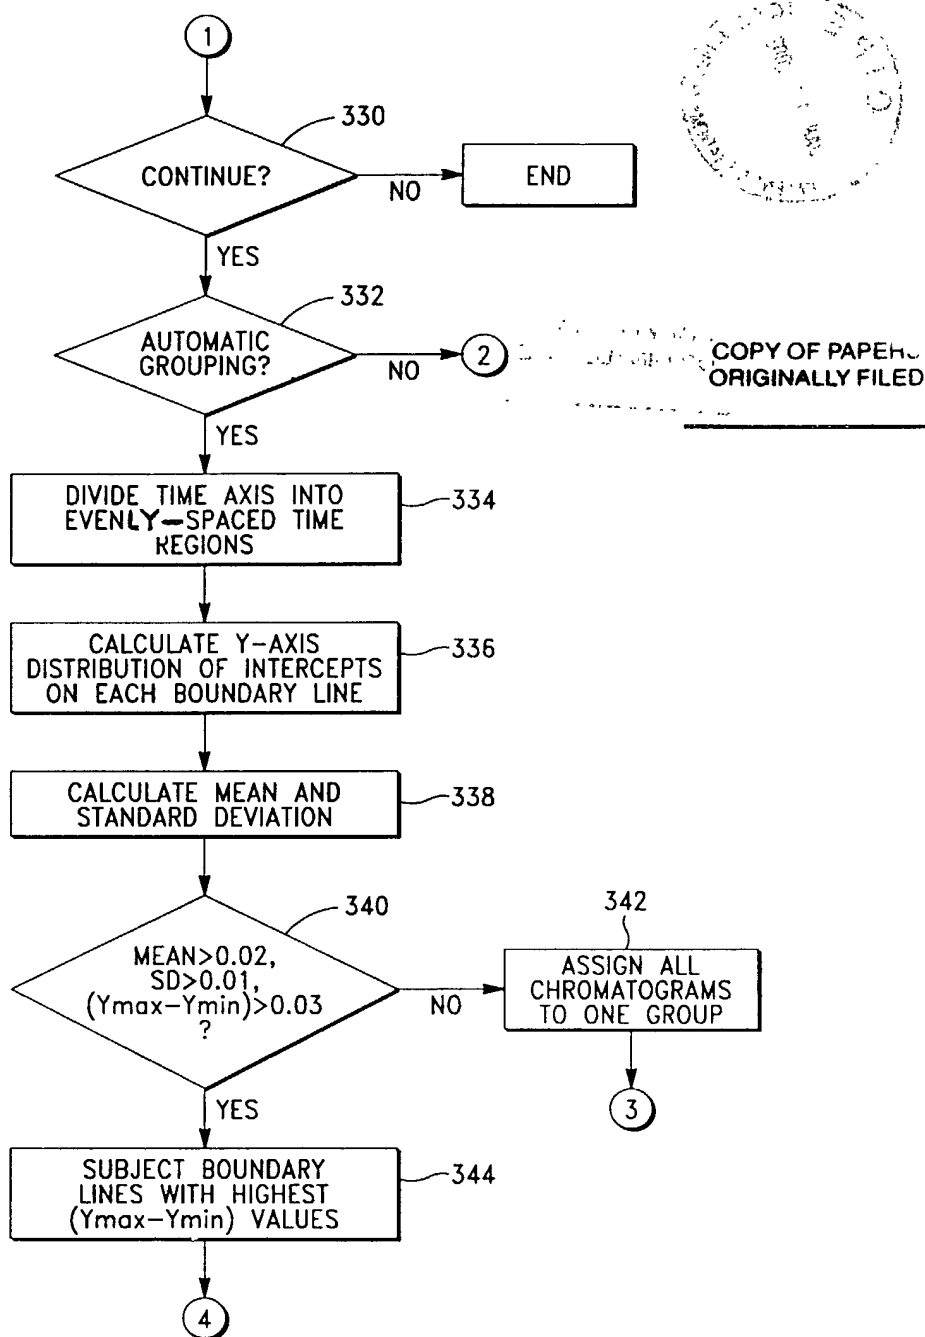 1
330
CONTINUE?
NO
END
YES
332
AUTOMATIC
GROUPING?
NO
2
COPY OF PAPERS
ORIGINALLY FILED
YES
DIVIDE TIME AXIS INTO
EVENLY-SPACED TIME
REGIONS
334
CALCULATE Y-AXIS
DISTRIBUTION OF INTERCEPTS
ON EACH BOUNDARY LINE
336
CALCULATE MEAN AND
STANDARD DEVIATION
338
340
MEAN>0.02,
SD>0.01,
(Ymax-Ymin)>0.03
?
NO
342
ASSIGN ALL
CHROMATOGRAMS
TO ONE GROUP
3
YES
SUBJECT BOUNDARY
LINES WITH HIGHEST
(Ymax-Ymin) VALUES
344
4